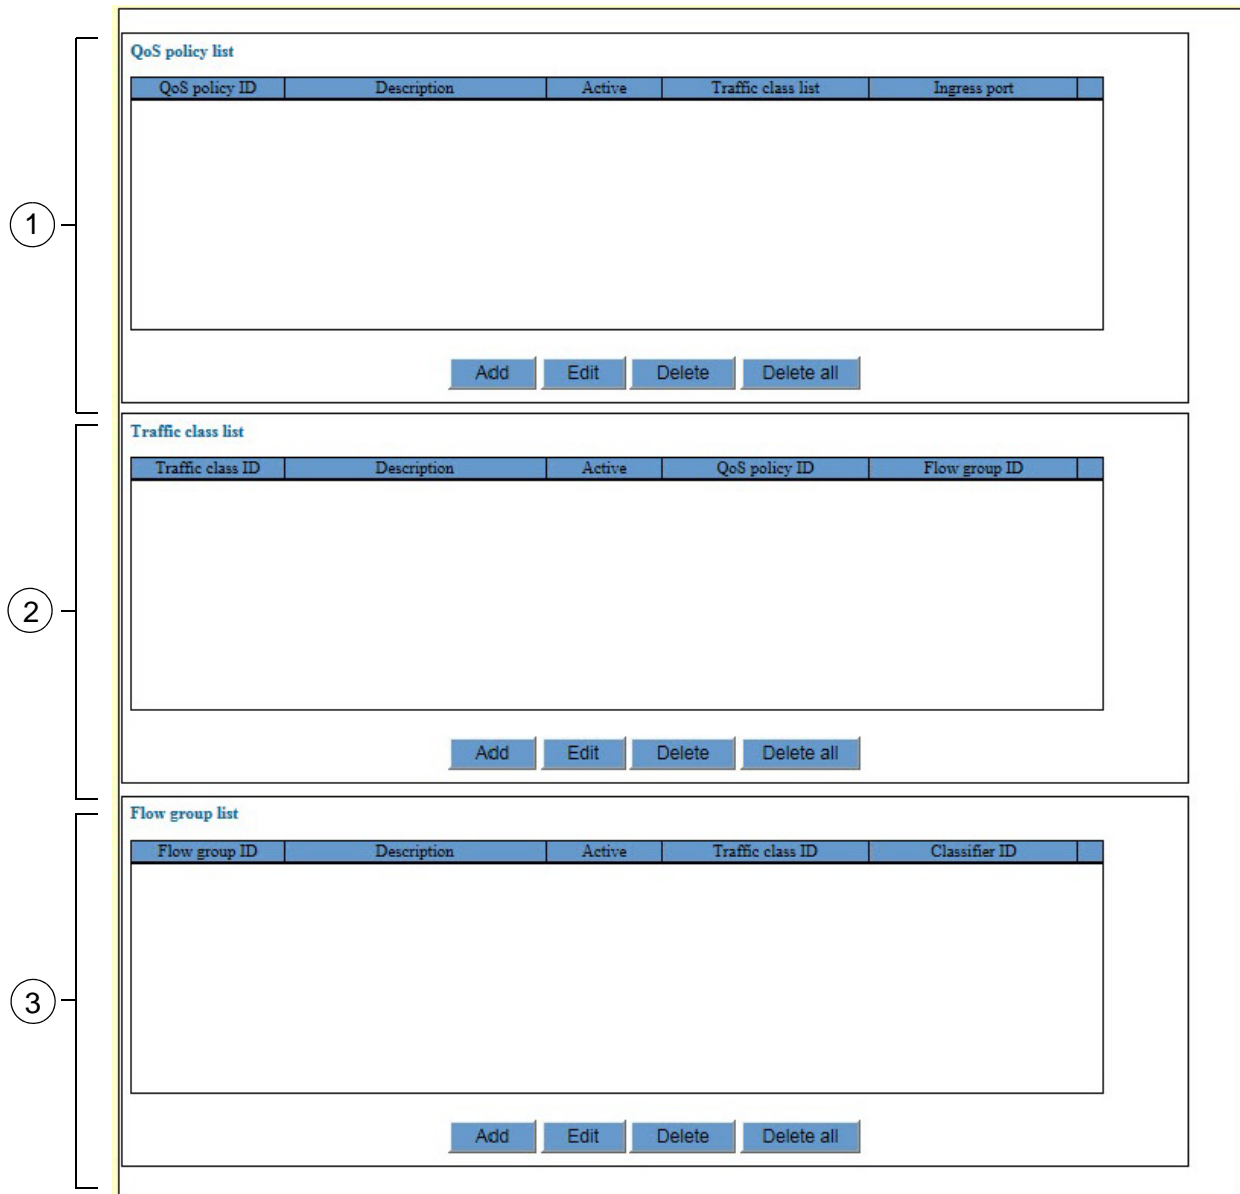 QoS policy list
QoS policy ID Description Active Traffic class list Ingress port
1
Add Edit Delete Delete all
Traffic class list
Traffic class ID Description Active QoS policy ID Flow group ID
2
Add Edit Delete Delete all
Flow group list
Flow group ID Description Active Traffic class ID Classifier ID
3
Add Edit Delete Delete all